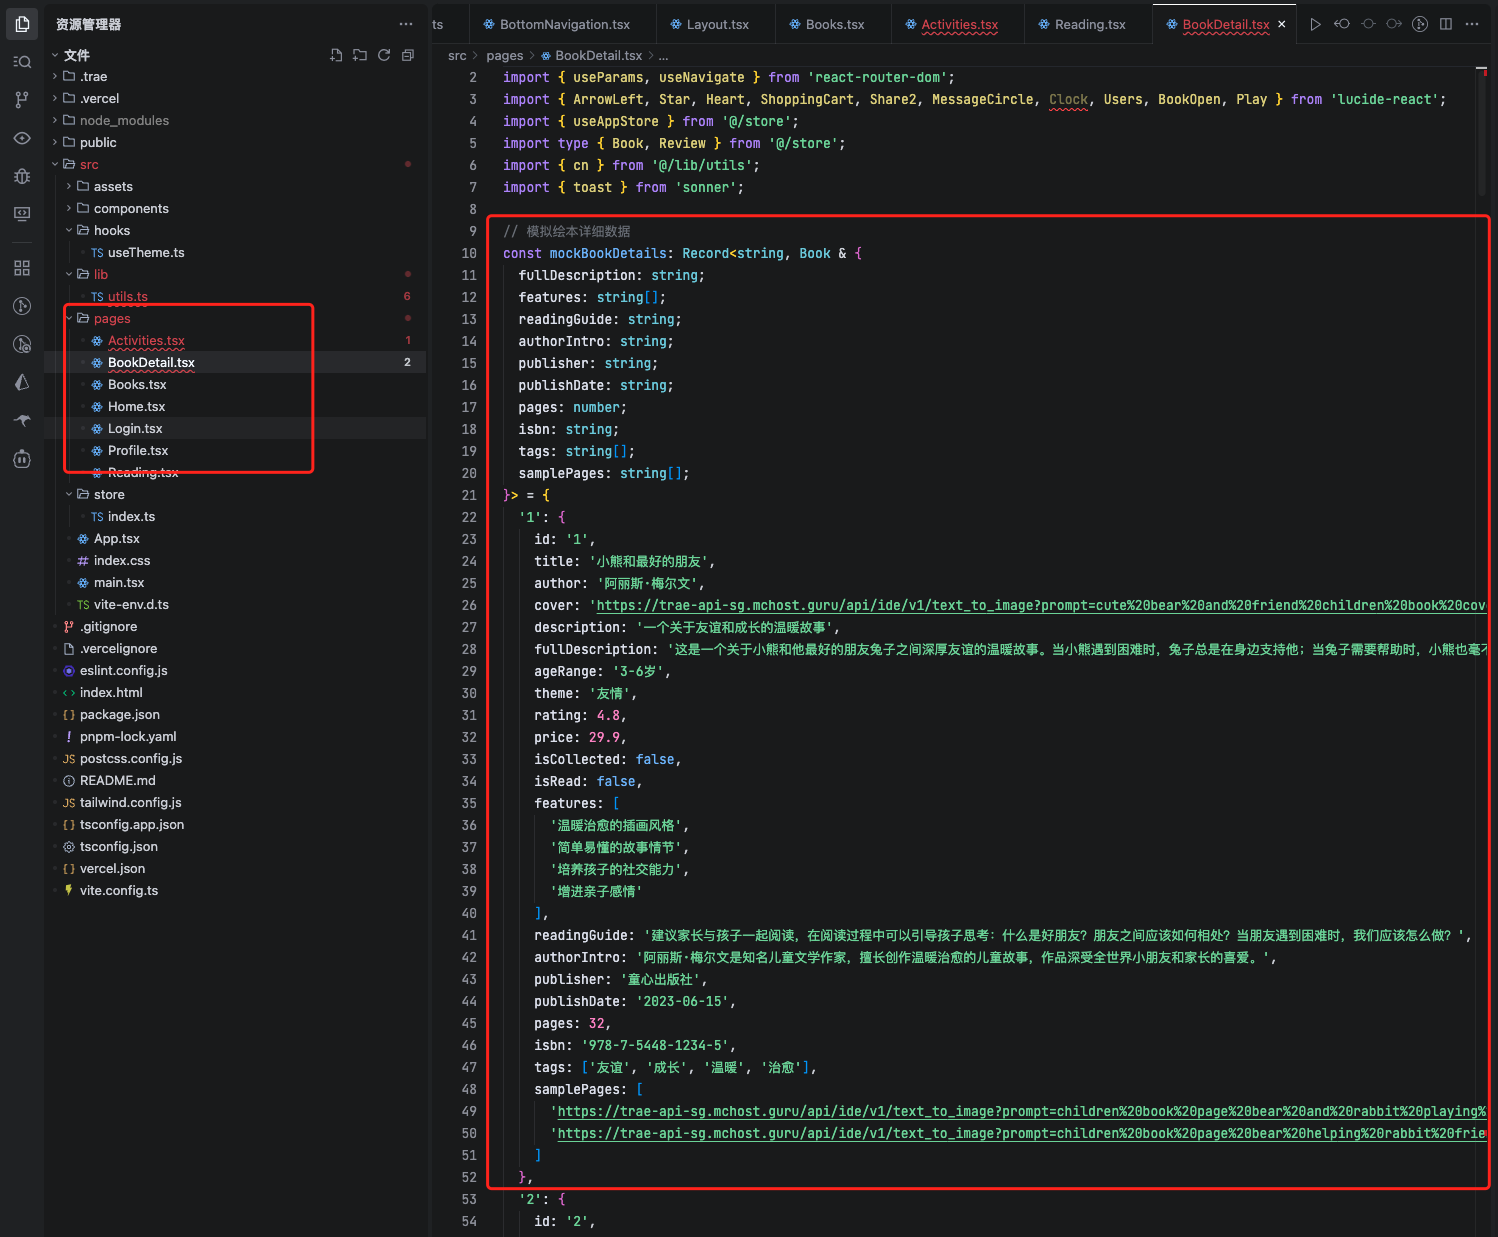 资源管理器
文件
.trae
.vercel
node_modules
public
src
assets
components
hooks
TS useTheme.ts
lib
TS utils.ts 6
pages
Activities.tsx 1
BookDetail.tsx 2
Books.tsx
Home.tsx
Login.tsx
Profile.tsx
Reading.tsx
store
TS index.ts
App.tsx
# index.css
main.tsx
TS vite-env.d.ts
.gitignore
.vercelignore
eslint.config.js
<> index.html
{} package.json
! pnpm-lock.yaml
JS postcss.config.js
README.md
JS tailwind.config.js
{} tsconfig.app.json
tsconfig.json
{} vercel.json
vite.config.ts
ts BottomNavigation.tsx Layout.tsx Books.tsx Activities.tsx Reading.tsx BookDetail.tsx ×
src > pages > BookDetail.tsx > ...
2 import { useParams, useNavigate } from 'react-router-dom';
3 import { ArrowLeft, Star, Heart, ShoppingCart, Share2, MessageCircle, Clock, Users, BookOpen, Play } from 'lucide-react';
4 import { useAppStore } from '@/store';
5 import type { Book, Review } from '@/store';
6 import { cn } from '@/lib/utils';
7 import { toast } from 'sonner';
8
9 // 模拟绘本详细数据
10 const mockBookDetails: Record<string, Book & {
11 fullDescription: string;
12 features: string[];
13 readingGuide: string;
14 authorIntro: string;
15 publisher: string;
16 publishDate: string;
17 pages: number;
18 isbn: string;
19 tags: string[];
20 samplePages: string[];
21 }> = {
22 '1': {
23 id: '1',
24 title: '小熊和最好的朋友',
25 author: '阿丽斯·梅尔文',
26 cover: 'https://trae-api-sg.mchost.guru/api/ide/v1/text_to_image?prompt=cute%20bear%20and%20friend%20children%20book%20cov
27 description: '一个关于友谊和成长的温暖故事',
28 fullDescription: '这是一个关于小熊和他最好的朋友兔子之间深厚友谊的温暖故事。当小熊遇到困难时，兔子总是在身边支持他；当兔子需要帮助时，小熊也毫不
29 ageRange: '3-6岁',
30 theme: '友情',
31 rating: 4.8,
32 price: 29.9,
33 isCollected: false,
34 isRead: false,
35 features: [
36 '温暖治愈的插画风格',
37 '简单易懂的故事情节',
38 '培养孩子的社交能力',
39 '增进亲子感情'
40 ],
41 readingGuide: '建议家长与孩子一起阅读，在阅读过程中可以引导孩子思考：什么是好朋友？朋友之间应该如何相处？当朋友遇到困难时，我们应该怎么做？',
42 authorIntro: '阿丽斯·梅尔文是知名儿童文学作家，擅长创作温暖治愈的儿童故事，作品深受全世界小朋友和家长的喜爱。',
43 publisher: '童心出版社',
44 publishDate: '2023-06-15',
45 pages: 32,
46 isbn: '978-7-5448-1234-5',
47 tags: ['友谊', '成长', '温暖', '治愈'],
48 samplePages: [
49 'https://trae-api-sg.mchost.guru/api/ide/v1/text_to_image?prompt=children%20book%20page%20bear%20and%20rabbit%20playing%
50 'https://trae-api-sg.mchost.guru/api/ide/v1/text_to_image?prompt=children%20book%20page%20bear%20helping%20rabbit%20frie
51 ]
52 },
53 '2': {
54 id: '2',